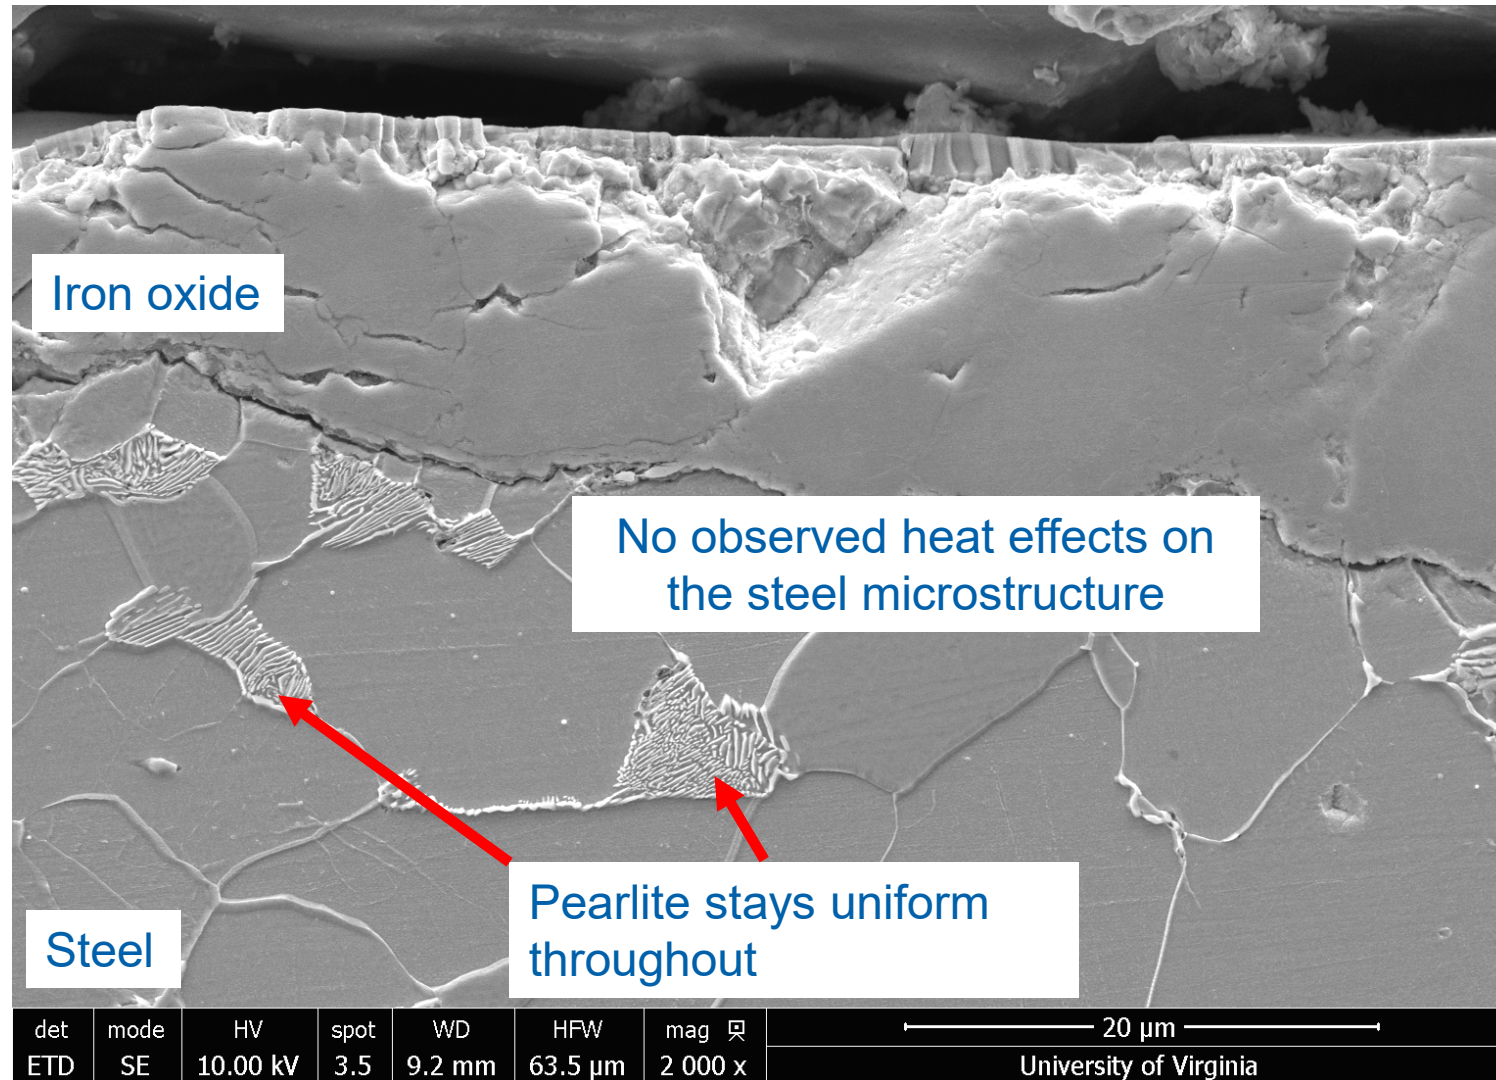 Iron oxide
No observed heat effects on
the steel microstructure
Pearlite stays uniform
throughout
Steel
det mode HV spot WD HFW mag 20 µm
ETD SE 10.00 kV 3.5 9.2 mm 63.5 µm 2 000 x University of Virginia